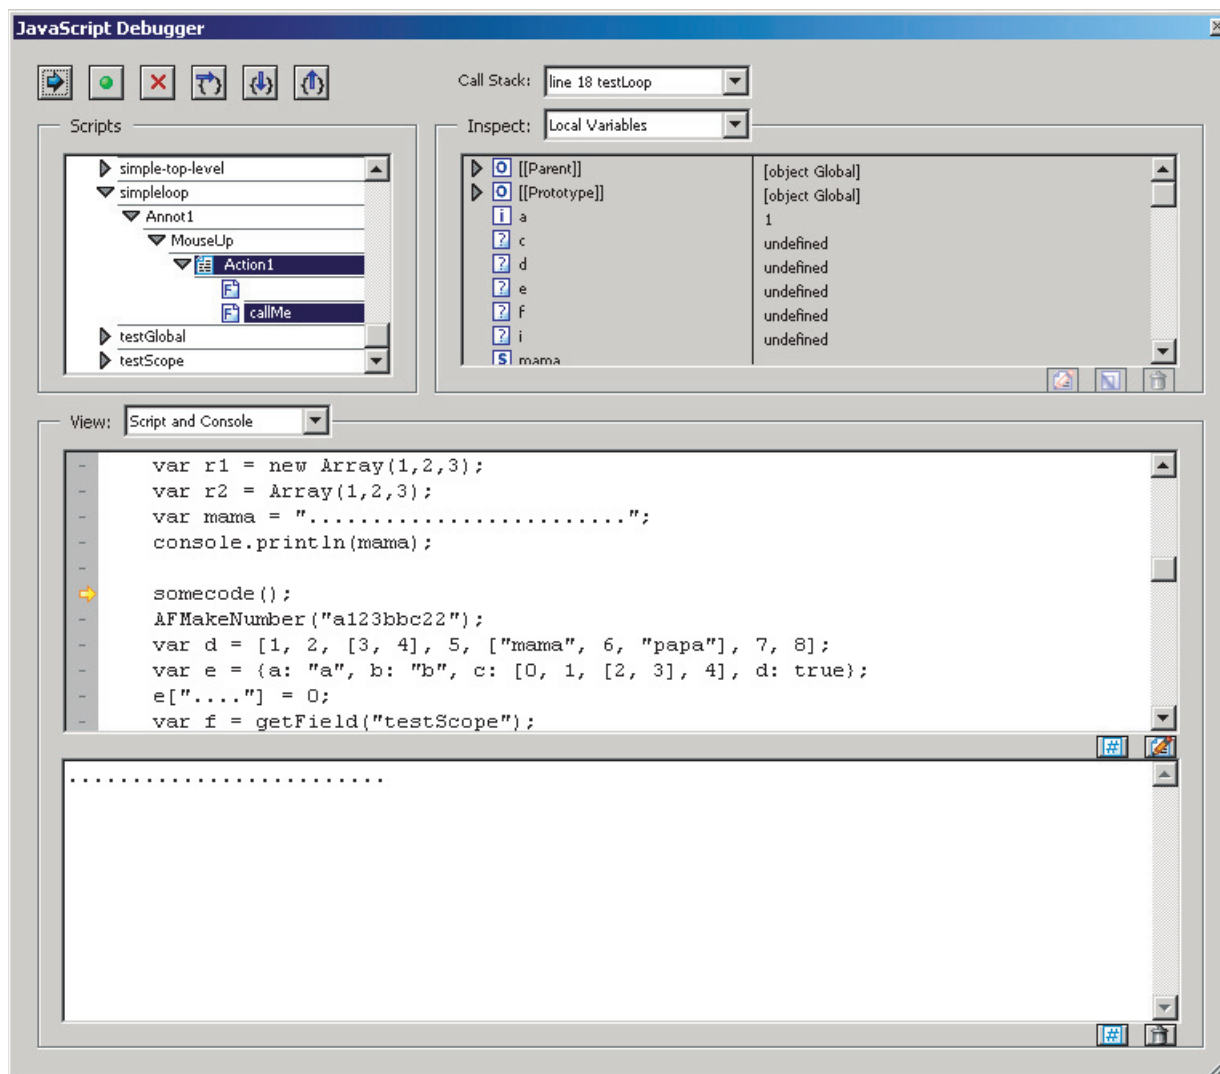 JavaScript Debugger
Call Stack: line 18 testLoop
Scripts
Inspect: Local Variables
simple-top-level
simpleloop
Annot1
MouseUp
Action1
callMe
testGlobal
testScope
[[Parent]] [object Global]
[[Prototype]] [object Global]
a 1
c undefined
d undefined
e undefined
f undefined
i undefined
mama
View: Script and Console
var r1 = new Array(1,2,3);
var r2 = Array(1,2,3);
var mama = ".........................";
console.println(mama);
somecode();
AFMakeNumber("a123bbc22");
var d = [1, 2, [3, 4], 5, ["mama", 6, "papa"], 7, 8];
var e = {a: "a", b: "b", c: [0, 1, [2, 3], 4], d: true};
e["...."] = 0;
var f = getField("testScope");
.........................